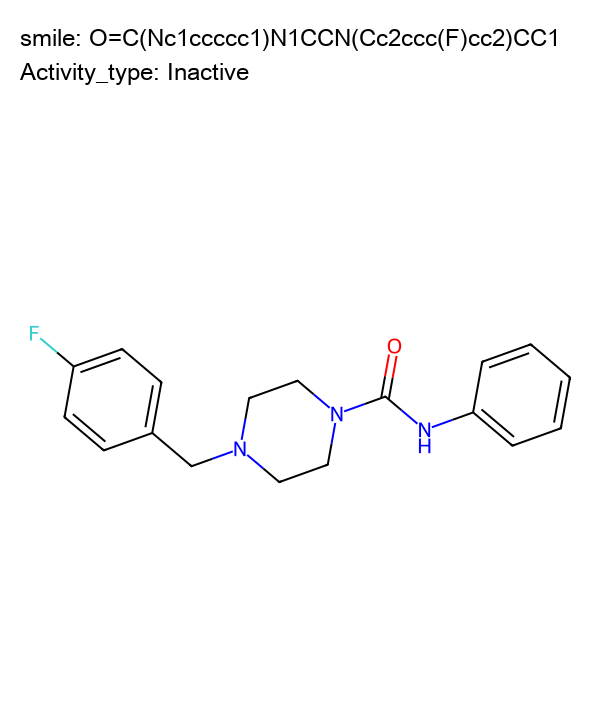 smile: O=C(Nc1ccccc1)N1CCN(Cc2ccc(F)cc2)CC1
Activity_type: Inactive
F
O
N
N
N
H